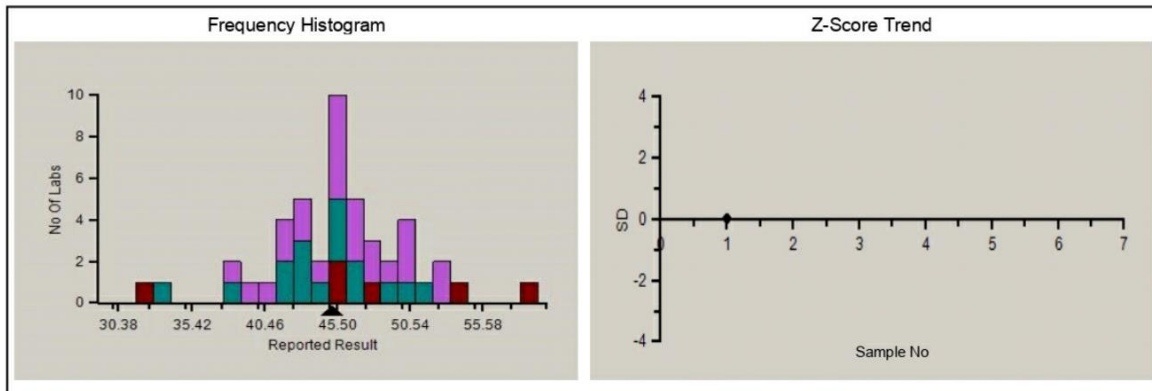 Frequency Histogram
10
8
6
4
2
0
No Of Labs
30.38 35.42 40.46 45.50 50.54 55.58
Reported Result
Z-Score Trend
4
2
0
-2
-4
SD
0 1 2 3 4 5 6 7
Sample No